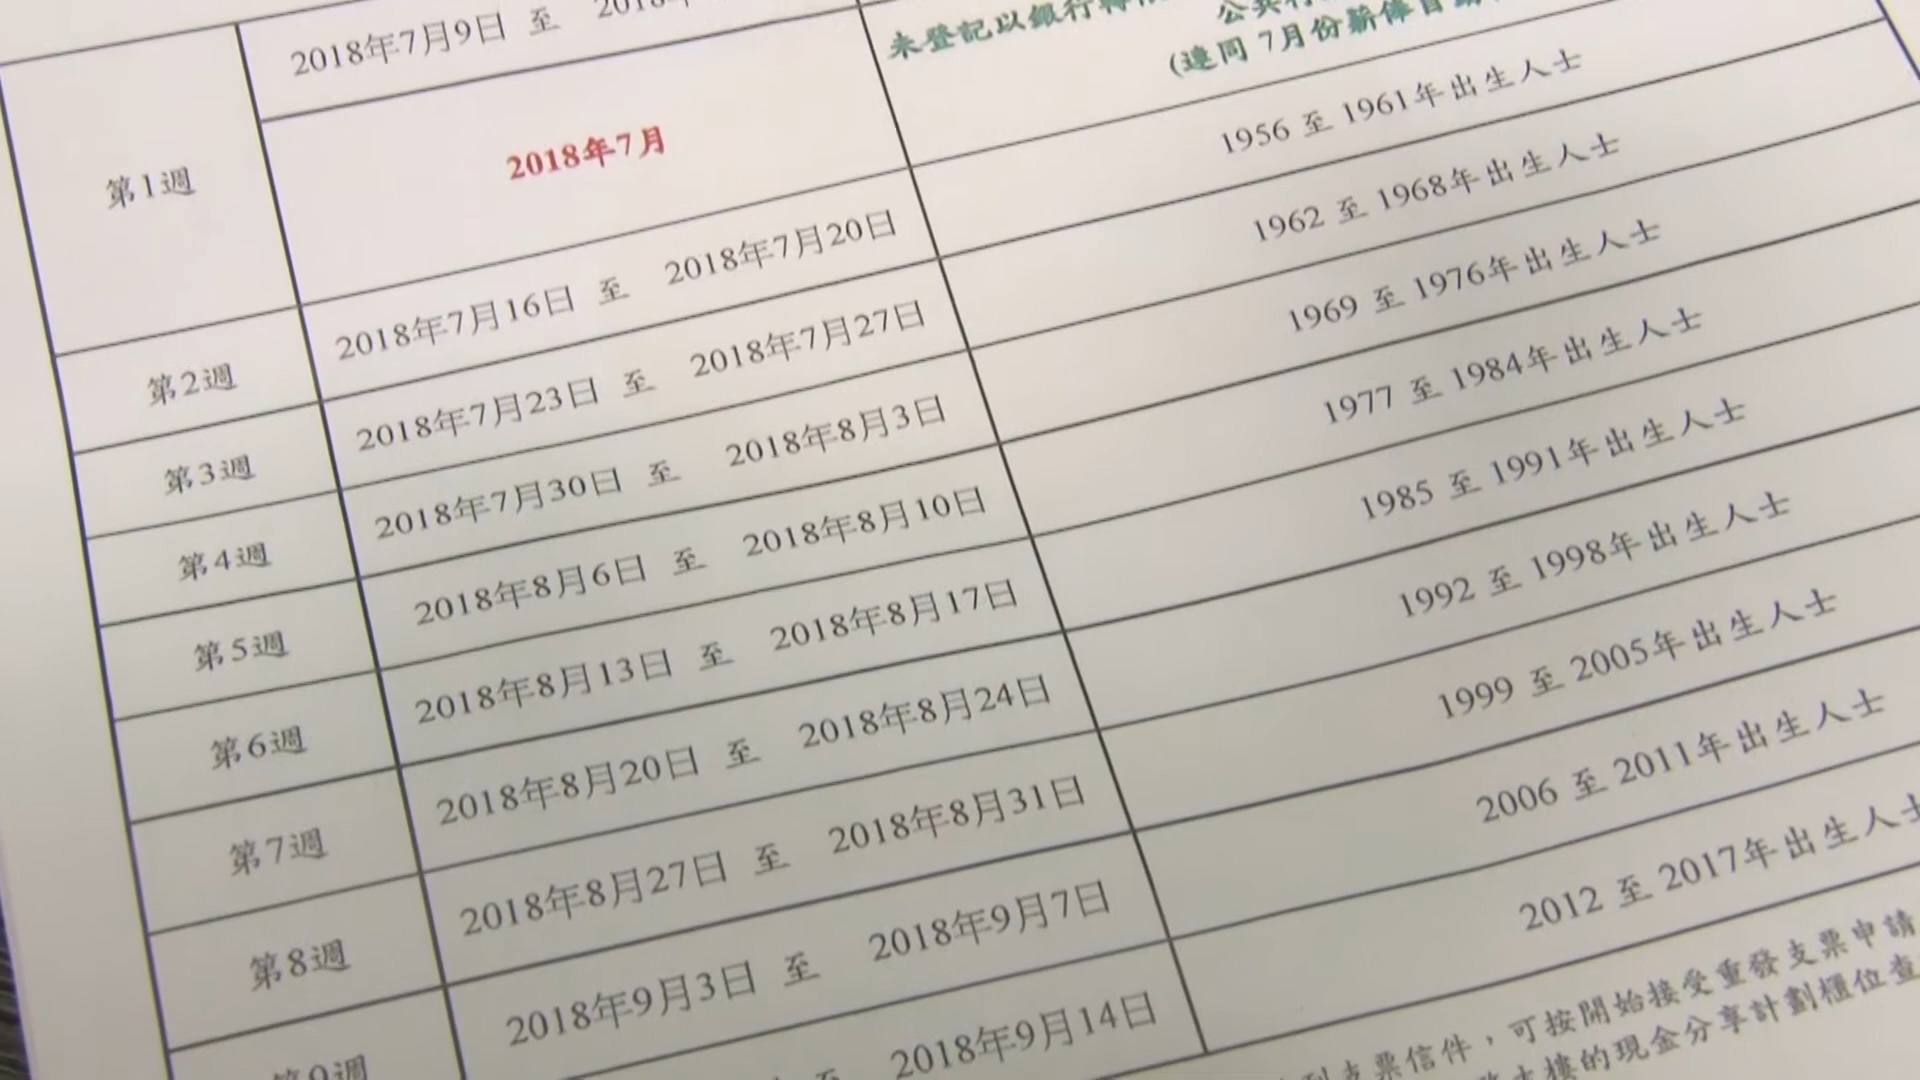 2018年7月9日 至
未登記以銀行轉
(連同 7月份薪俸自
第1週
2018年7月
第2週 2018年7月16日 至 2018年7月20日 1956 至 1961年出生人士
第3週 2018年7月23日 至 2018年7月27日 1962 至 1968年出生人士
第4週 2018年7月30日 至 2018年8月3日 1969 至 1976年出生人士
第5週 2018年8月6日 至 2018年8月10日 1977 至 1984年出生人士
第6週 2018年8月13日 至 2018年8月17日 1985 至 1991年出生人士
第7週 2018年8月20日 至 2018年8月24日 1992 至 1998年出生人士
第8週 2018年8月27日 至 2018年8月31日 1999 至 2005年出生人士
第9週 2018年9月3日 至 2018年9月7日 2006 至 2011年出生人士
至 2018年9月14日 2012 至 2017年出生人士
到支票信件，可按開始接受重發支票申請
大樓的現金分享計劃櫃位查